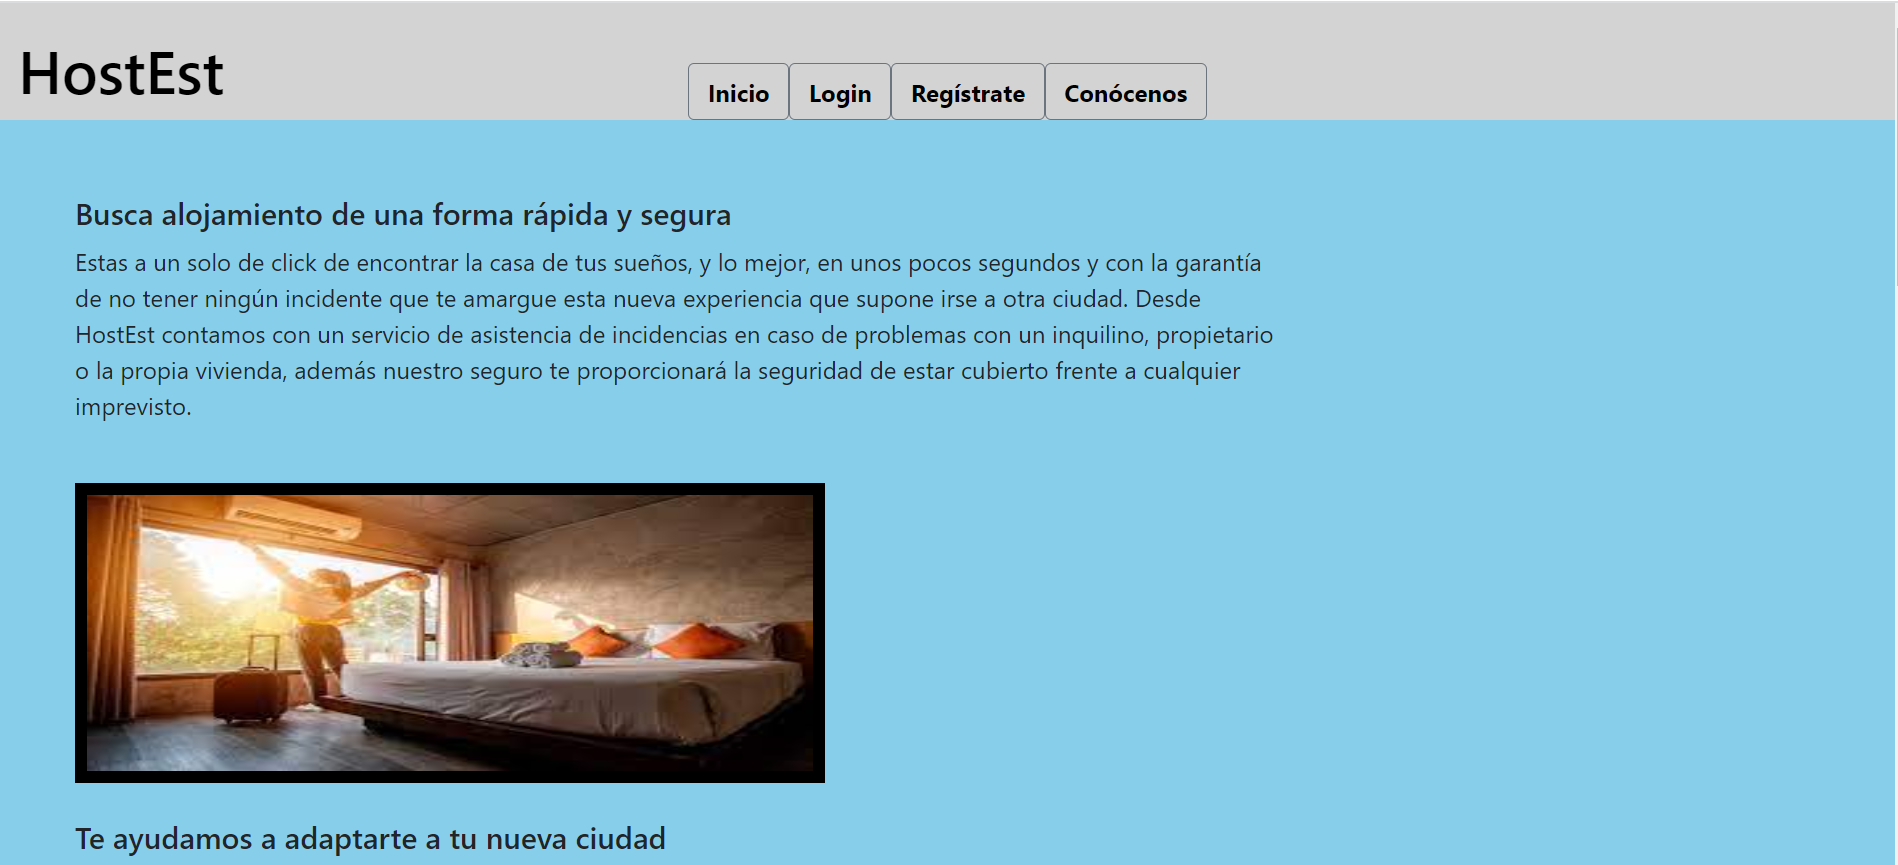 HostEst
Inicio Login Regístrate Conócenos
Busca alojamiento de una forma rápida y segura
Estas a un solo de click de encontrar la casa de tus sueños, y lo mejor, en unos pocos segundos y con la garantía
de no tener ningún incidente que te amargue esta nueva experiencia que supone irse a otra ciudad. Desde
HostEst contamos con un servicio de asistencia de incidencias en caso de problemas con un inquilino, propietario
o la propia vivienda, además nuestro seguro te proporcionará la seguridad de estar cubierto frente a cualquier
imprevisto.
Te ayudamos a adaptarte a tu nueva ciudad